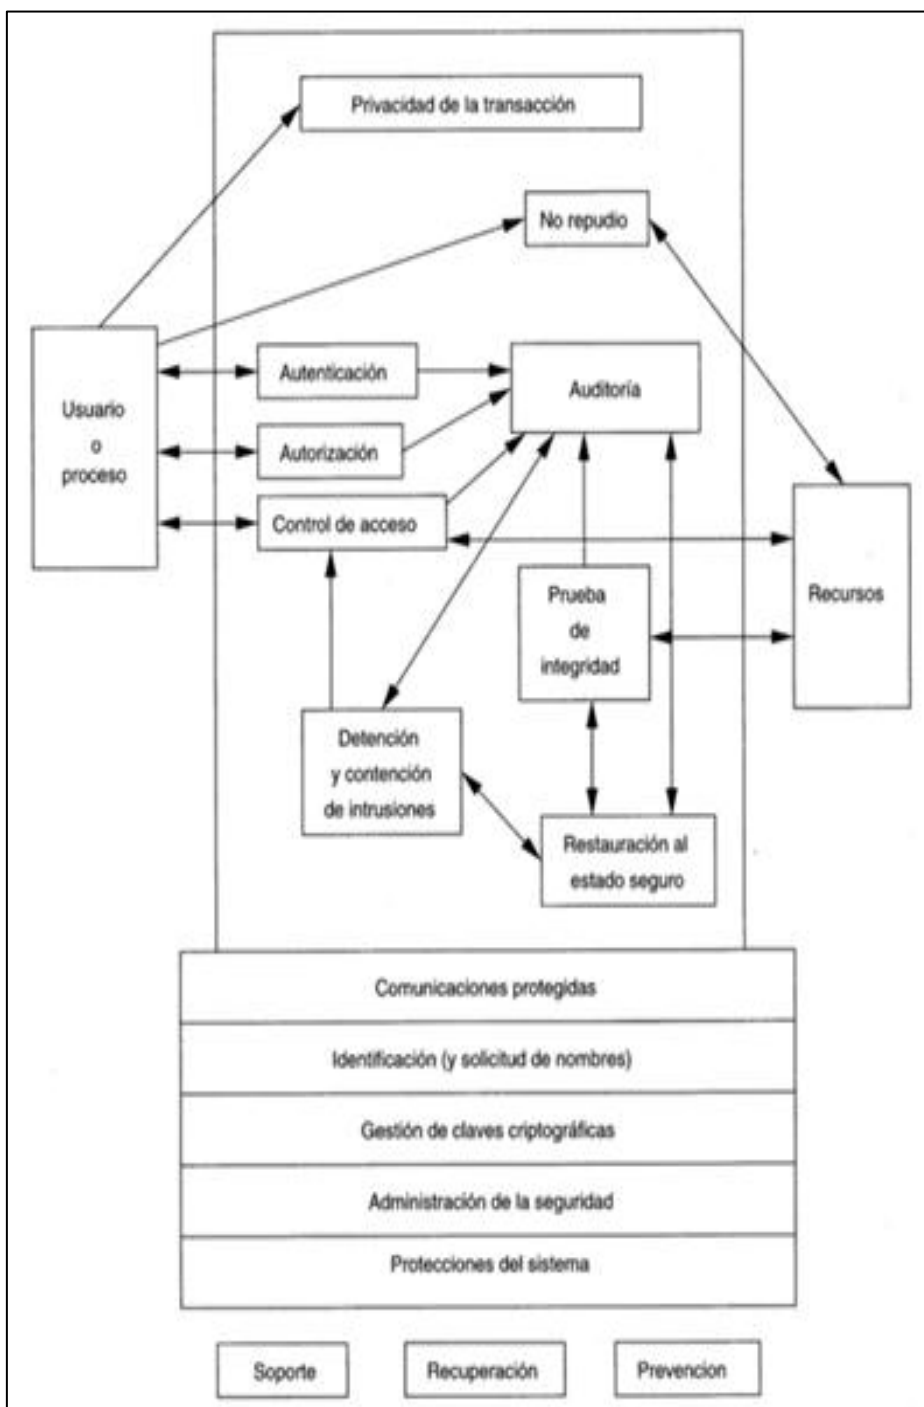 Privacidad de la transacción
No repudio
Usuario
o
proceso
Autenticación
Auditoría
Autorización
Control de acceso
Prueba
de
integridad
Recursos
Detención
y contención
de intrusiones
Restauración al
estado seguro
Comunicaciones protegidas
Identificación (y solicitud de nombres)
Gestión de claves criptográficas
Administración de la seguridad
Protecciones del sistema
Soporte
Recuperación
Prevencion